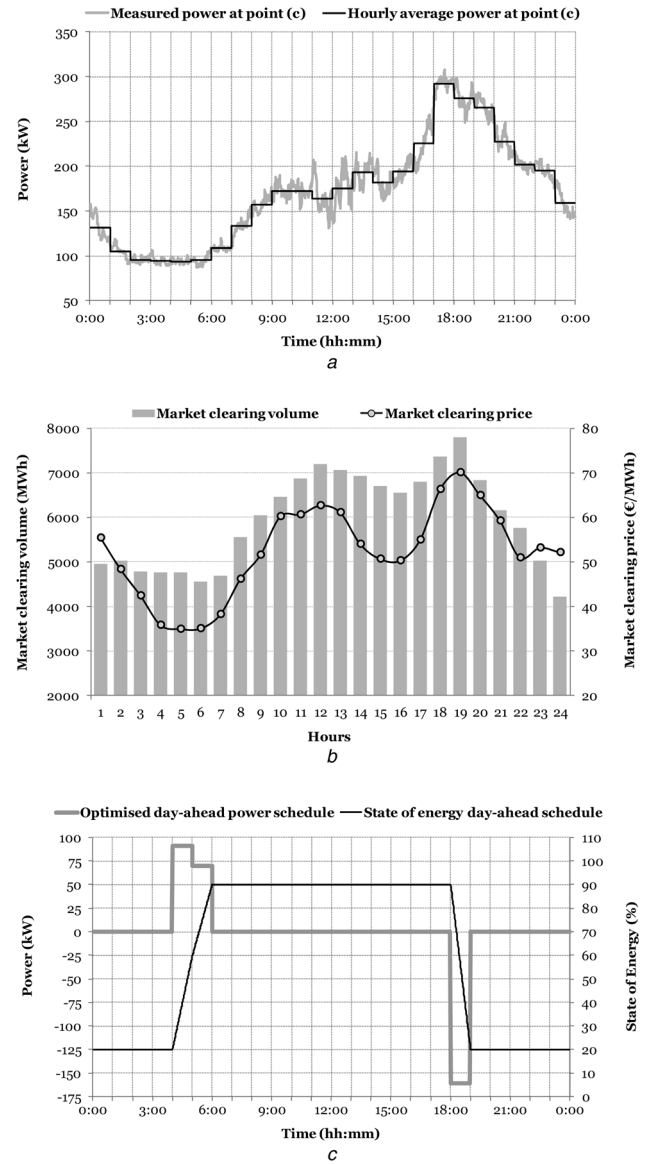 Measured power at point (c) Hourly average power at point (c)
350
300
250
200
150
100
50
Power (kW)
0:00 3:00 6:00 9:00 12:00 15:00 18:00 21:00 0:00
Time (hh:mm)
a
Market clearing volume Market clearing price
8000
7000
6000
5000
4000
3000
2000
Market clearing volume (MWh)
80
70
60
50
40
30
20
Market clearing price (€/MWh)
1 2 3 4 5 6 7 8 9 10 11 12 13 14 15 16 17 18 19 20 21 22 23 24
Hours
b
Optimised day-ahead power schedule State of energy day-ahead schedule
100
75
50
25
0
-25
-50
-75
-100
-125
-150
-175
Power (kW)
110
100
90
80
70
60
50
40
30
20
10
0
State of Energy (%)
0:00 3:00 6:00 9:00 12:00 15:00 18:00 21:00 0:00
Time (hh:mm)
c